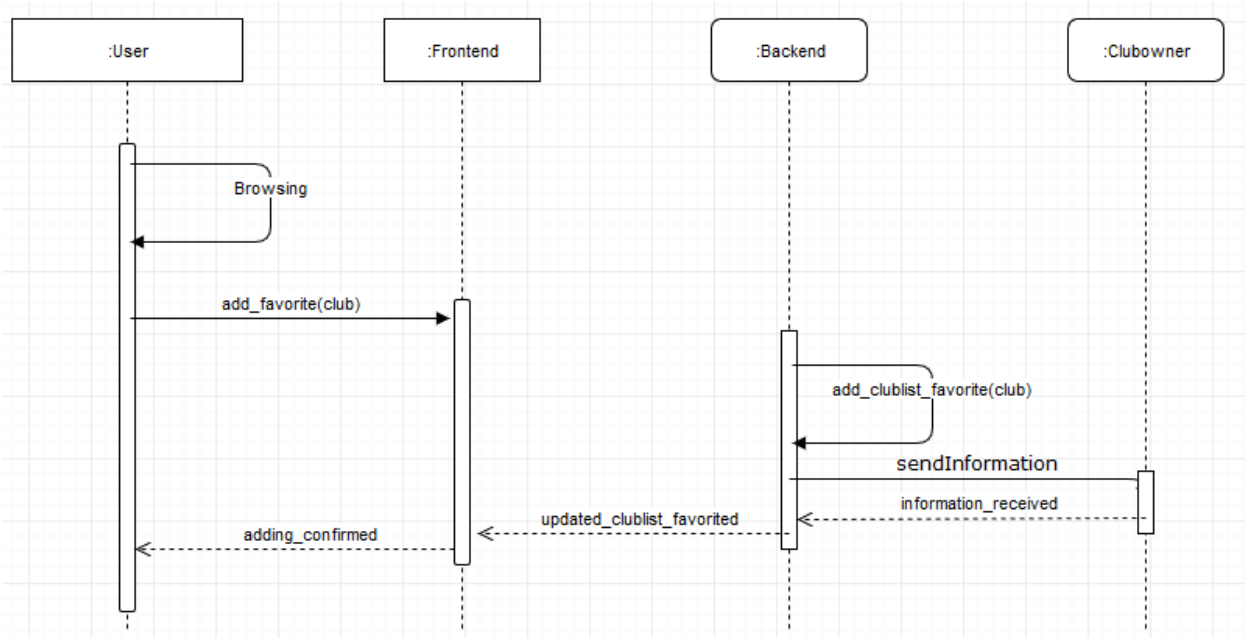 :User
:Frontend
:Backend
:Clubowner
Browsing
add_favorite(club)
add_clublist_favorite(club)
sendInformation
information_received
updated_clublist_favorited
adding_confirmed